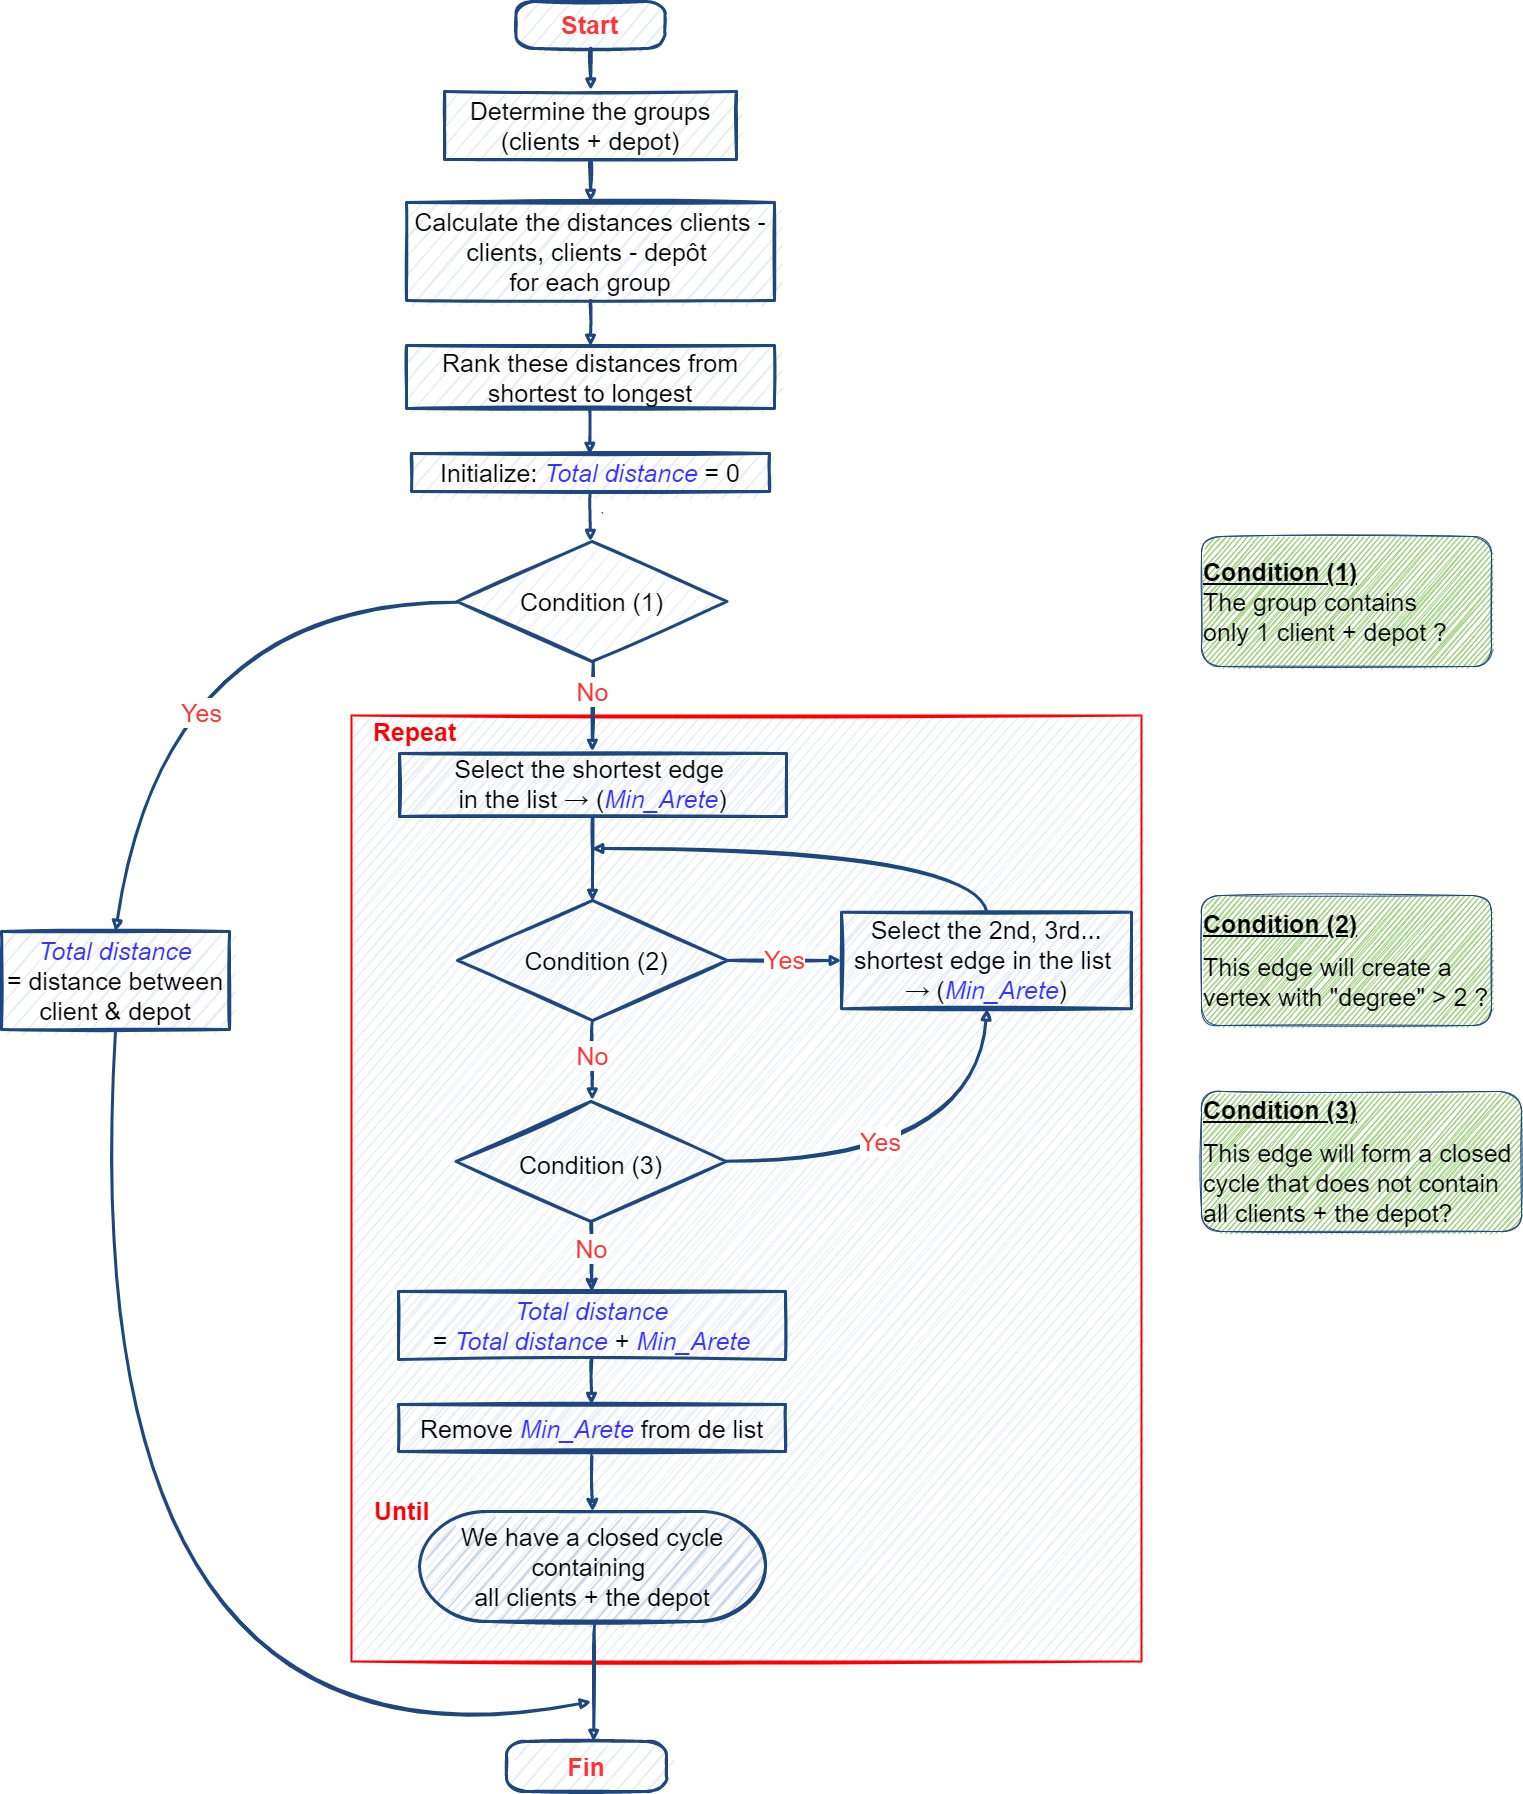 Start
Determine the groups
(clients + depot)
Calculate the distances clients -
clients, clients - depôt
for each group
Rank these distances from
shortest to longest
Initialize: Total distance = 0
Condition (1)
Condition (1)
The group contains
only 1 client + depot ?
No
Yes
Repeat
Select the shortest edge
in the list → (Min_Arete)
Total distance
= distance between
client & depot
Condition (2)
Yes
Select the 2nd, 3rd...
shortest edge in the list
→ (Min_Arete)
Condition (2)
This edge will create a
vertex with "degree" > 2 ?
No
Condition (3)
Yes
Condition (3)
This edge will form a closed
cycle that does not contain
all clients + the depot?
No
Total distance
= Total distance + Min_Arete
Remove Min_Arete from de list
Until
We have a closed cycle
containing
all clients + the depot
Fin